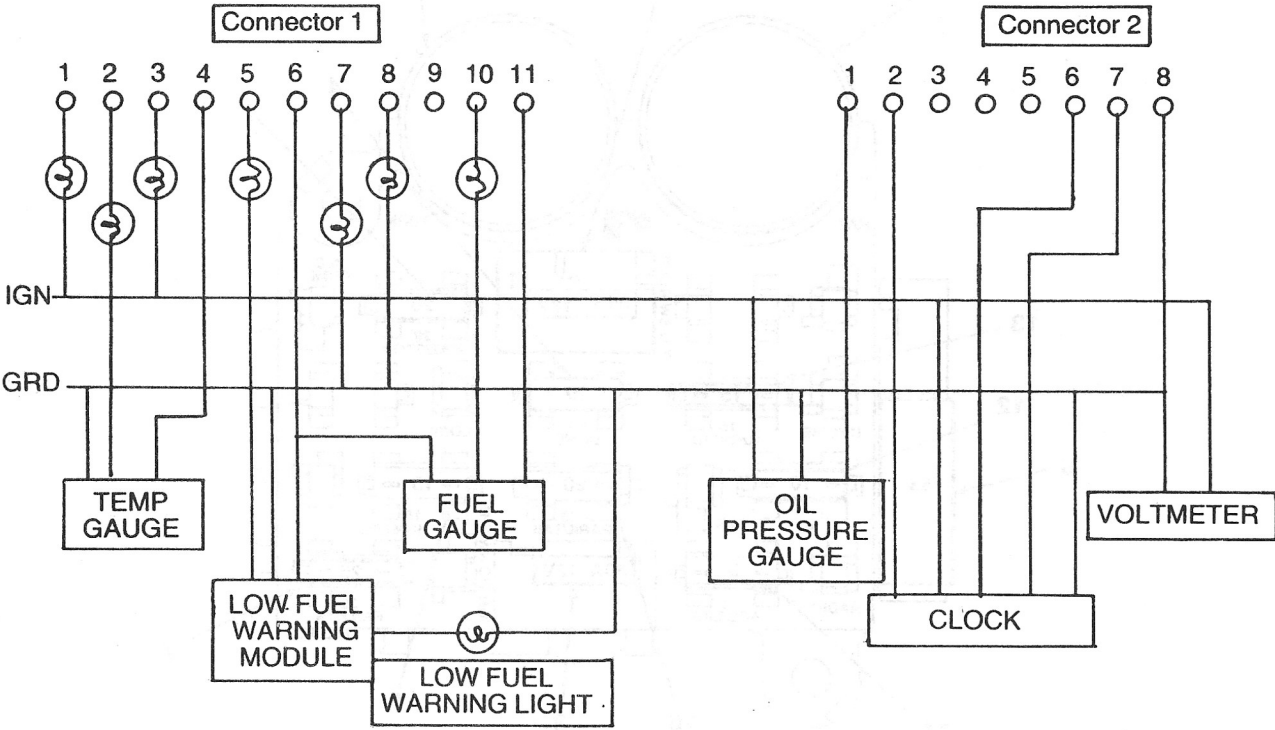 Connector 1
Connector 2
1 2 3 4 5 6 7 8 9 10 11
1 2 3 4 5 6 7 8
IGN
GRD
TEMP
GAUGE
FUEL
GAUGE
OIL
PRESSURE
GAUGE
VOLTMETER
LOW FUEL
WARNING
MODULE
CLOCK
LOW FUEL
WARNING LIGHT